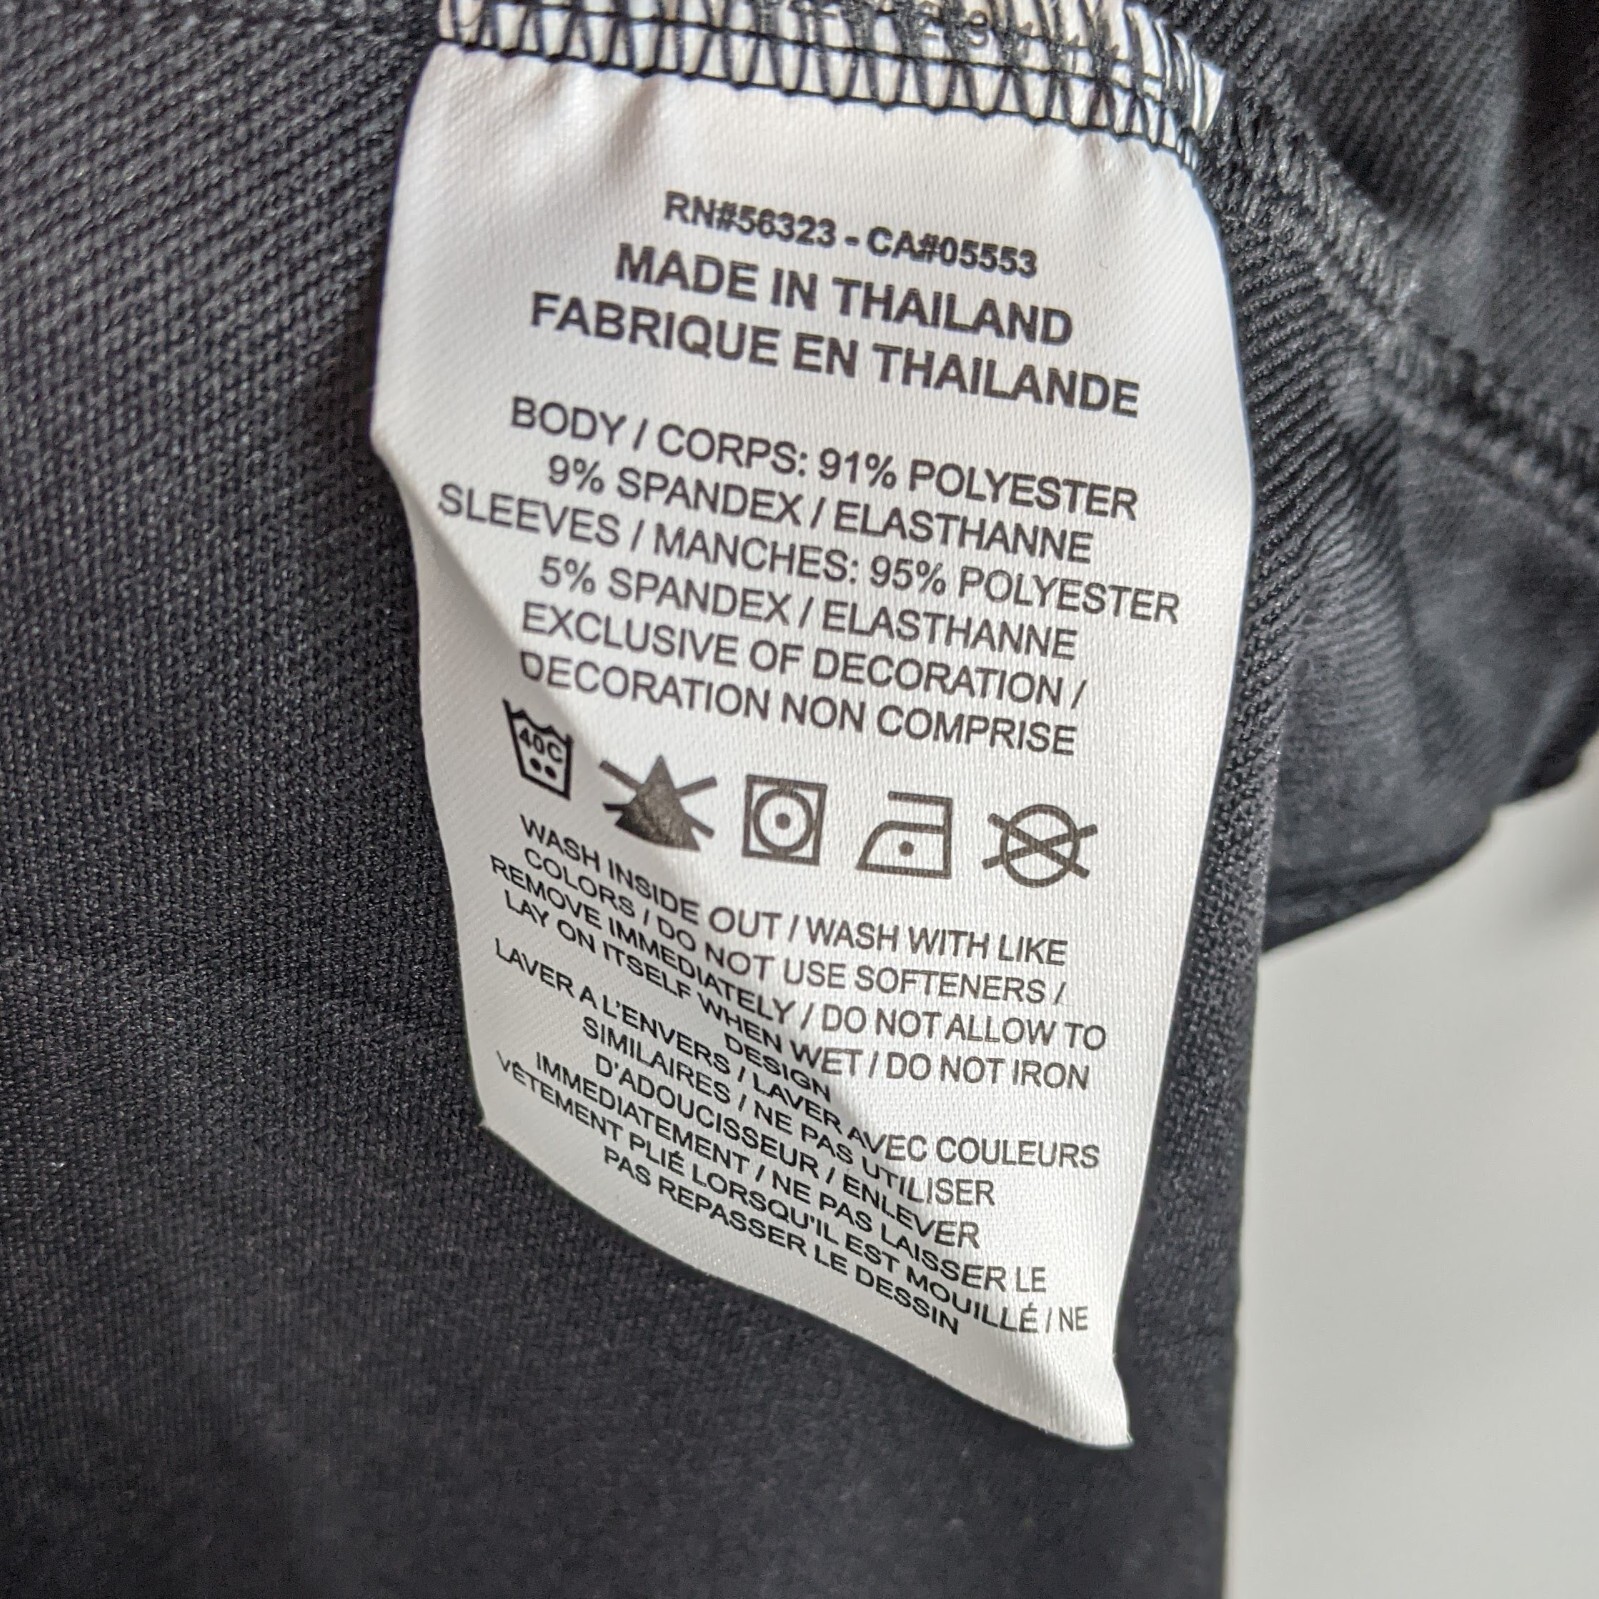 RN#56323 - CA#05553
MADE IN THAILAND
FABRIQUE EN THAILANDE
BODY / CORPS: 91% POLYESTER
9% SPANDEX / ELASTHANNE
SLEEVES / MANCHES: 95% POLYESTER
5% SPANDEX / ELASTHANNE
EXCLUSIVE OF DECORATION /
DECORATION NON COMPRISE
40C
WASH INSIDE OUT / WASH WITH LIKE
COLORS / DO NOT USE SOFTENERS /
REMOVE IMMEDIATELY / DO NOT ALLOW TO
LAY ON ITSELF WHEN WET / DO NOT IRON
DESIGN
LAVER A L'ENVERS / LAVER AVEC COULEURS
SIMILAIRES / NE PAS UTILISER
D'ADOUCISSEUR / ENLEVER
IMMEDIATEMENT / NE PAS LAISSER LE
VÊTEMENT PLIÉ LORSQU'IL EST MOUILLÉ / NE
PAS REPASSER LE DESSIN